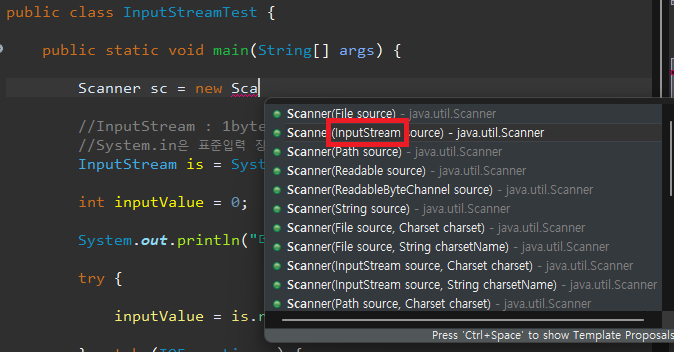 public class InputStreamTest {
public static void main(String[] args) {
Scanner sc = new Sca
//InputStream : 1byte
//System.in은 표준입력 장
InputStream is = Syst
int inputValue = 0;
System.out.println("
try {
inputValue = is.r
Scanner(File source) - java.util.Scanner
Scanner(InputStream source) - java.util.Scanner
Scanner(Path source) - java.util.Scanner
Scanner(Readable source) - java.util.Scanner
Scanner(ReadableByteChannel source) - java.util.Scanner
Scanner(String source) - java.util.Scanner
Scanner(File source, Charset charset) - java.util.Scanner
Scanner(File source, String charsetName) - java.util.Scanner
Scanner(InputStream source, Charset charset) - java.util.Scanner
Scanner(InputStream source, String charsetName) - java.util.Scanner
Scanner(Path source, Charset charset) - java.util.Scanner
Press 'Ctrl+Space' to show Template Proposals